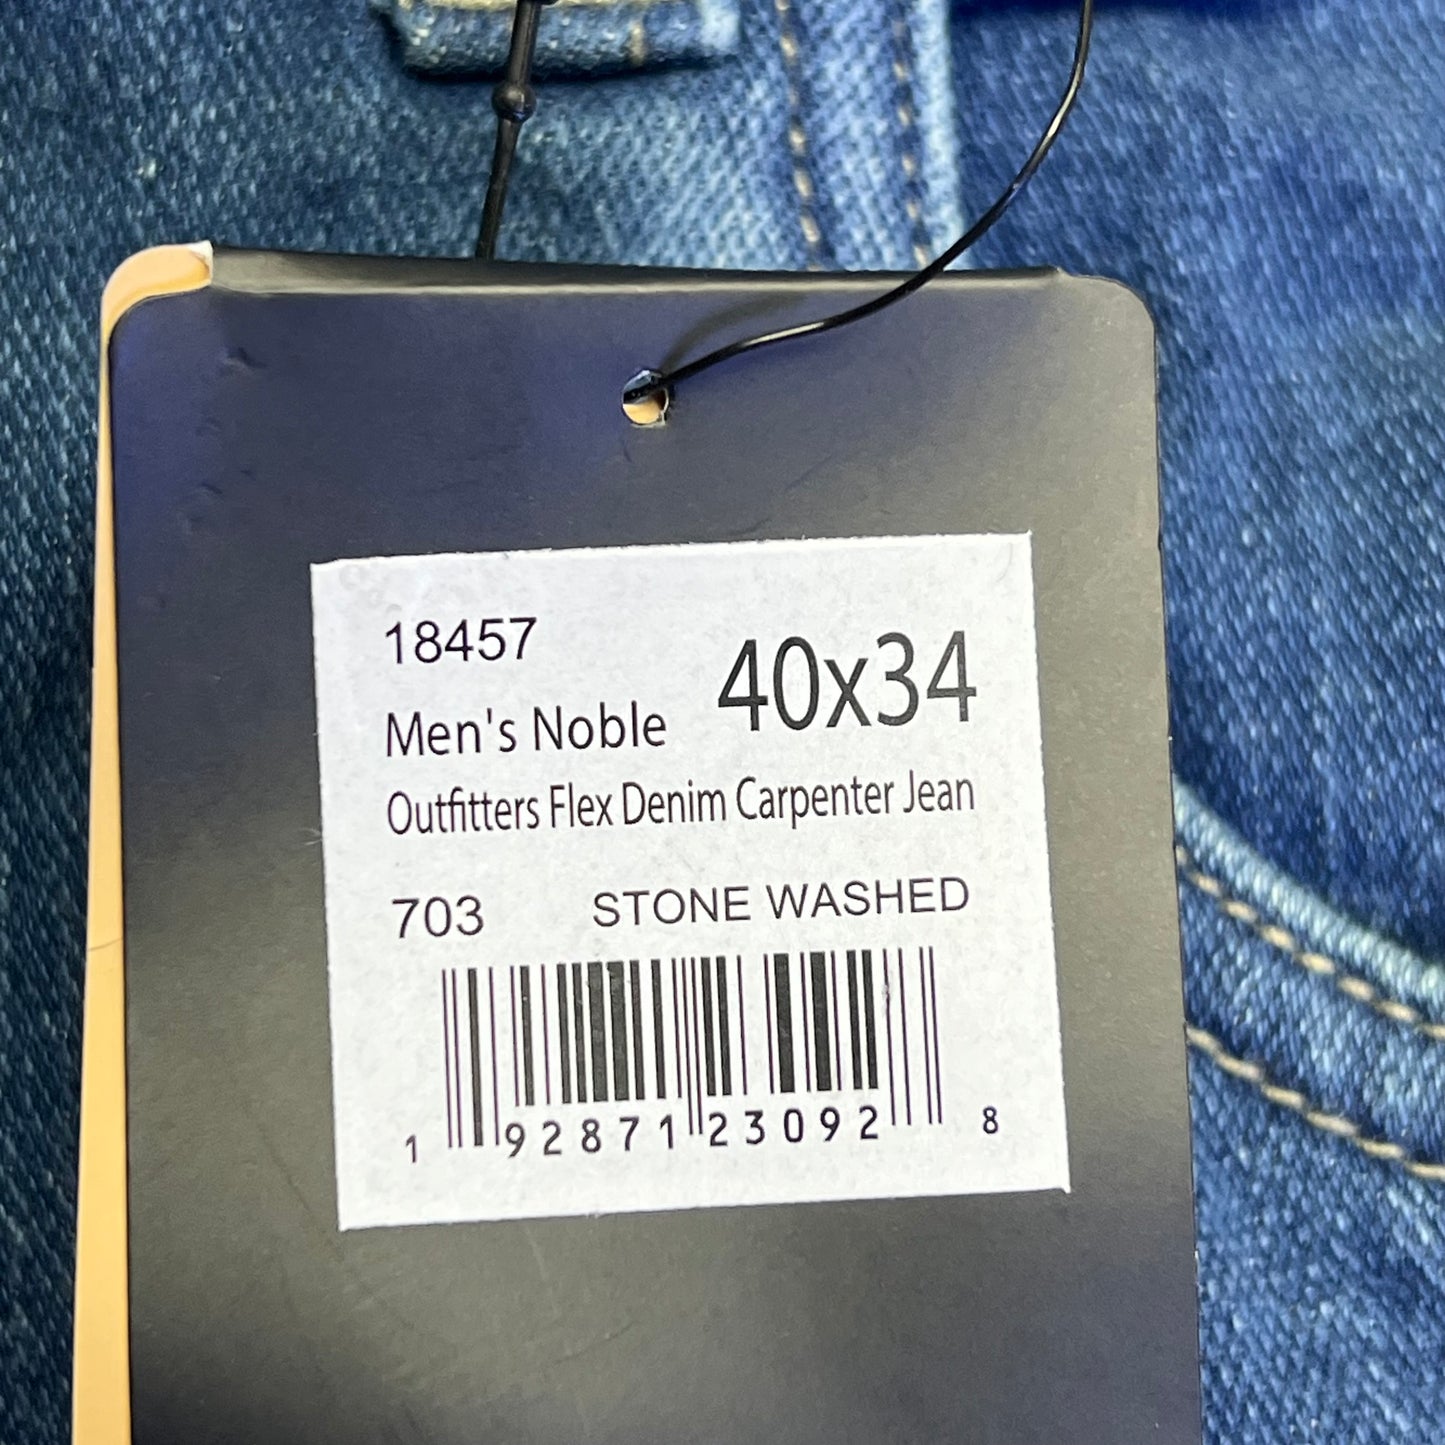 18457
40x34
Men's Noble
Outfitters Flex Denim Carpenter Jean
703 STONE WASHED
1 92871 23092 8